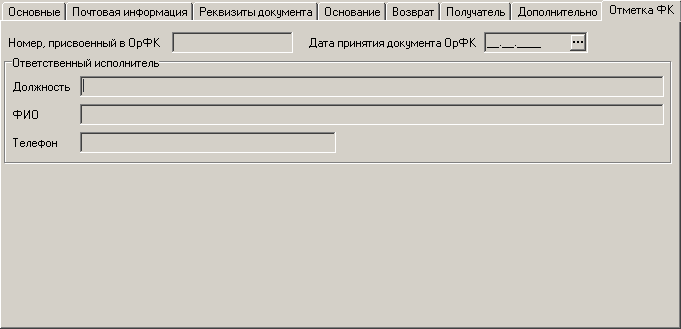 Основные Почтовая информация Реквизиты документа Основание Возврат Получатель Дополнительно Отметка ФК
Номер, присвоенный в ОрФК Дата принятия документа ОрФК __.__.____ ...
Ответственный исполнитель
Должность
ФИО
Телефон